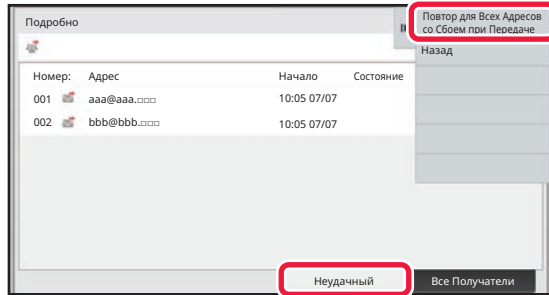 Подробно
Повтор для Всех Адресов
со Сбоем при Передаче
Назад
Номер: Адрес Начало Состояние
001 aaa@aaa.□□□ 10:05 07/07
002 bbb@bbb.□□□ 10:05 07/07
Неудачный Все Получатели